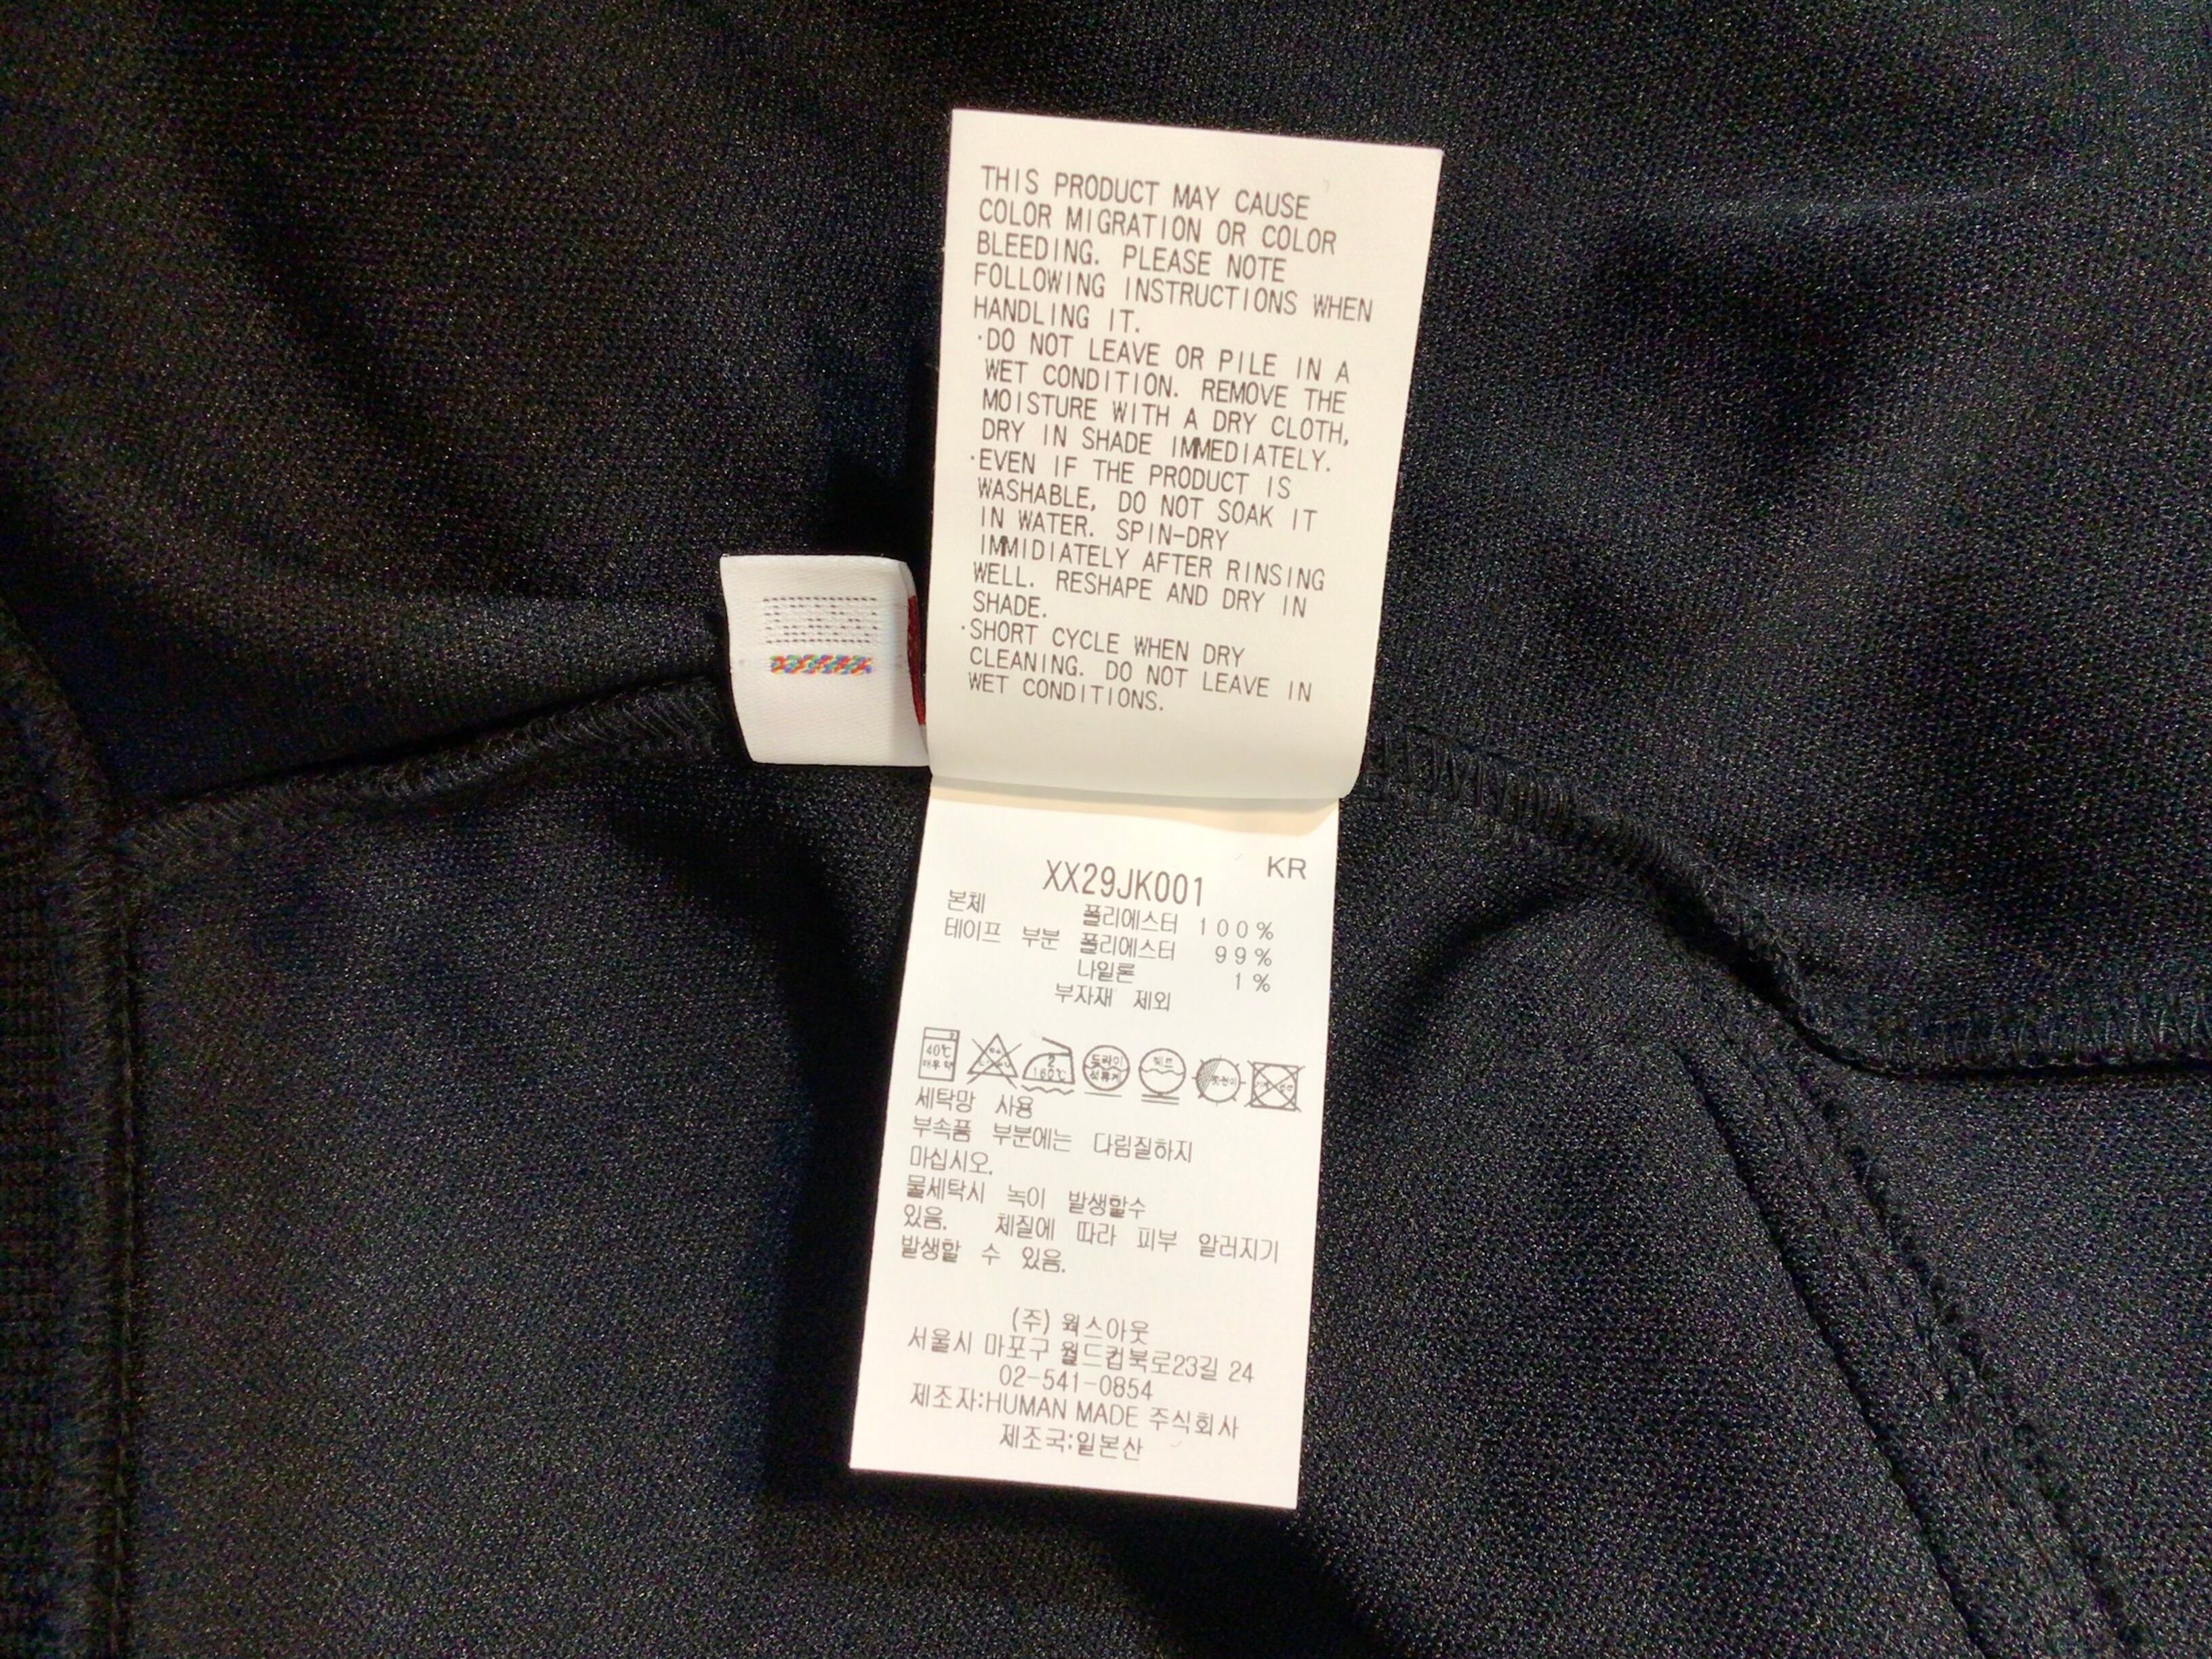 THIS PRODUCT MAY CAUSE
COLOR MIGRATION OR COLOR
BLEEDING. PLEASE NOTE
FOLLOWING INSTRUCTIONS WHEN
HANDLING IT.
·DO NOT LEAVE OR PILE IN A
WET CONDITION. REMOVE THE
MOISTURE WITH A DRY CLOTH,
DRY IN SHADE IMMEDIATELY.
·EVEN IF THE PRODUCT IS
WASHABLE, DO NOT SOAK IT
IN WATER. SPIN-DRY
IMMIDIATELY AFTER RINSING
WELL. RESHAPE AND DRY IN
SHADE.
·SHORT CYCLE WHEN DRY
CLEANING. DO NOT LEAVE IN
WET CONDITIONS.
KR
XX29JK001
본체 폴리에스터 100%
테이프 부분 폴리에스터 99%
나일론 1%
부자재 제외
40℃ 2 160℃ 드라이 석유계
세탁망 사용
부속품 부분에는 다림질하지
마십시오.
물세탁시 녹이 발생할수
있음. 체질에 따라 피부 알러지기
발생할 수 있음.
(주) 웍스아웃
서울시 마포구 월드컵북로23길 24
02-541-0854
제조자:HUMAN MADE 주식회사
제조국:일본산